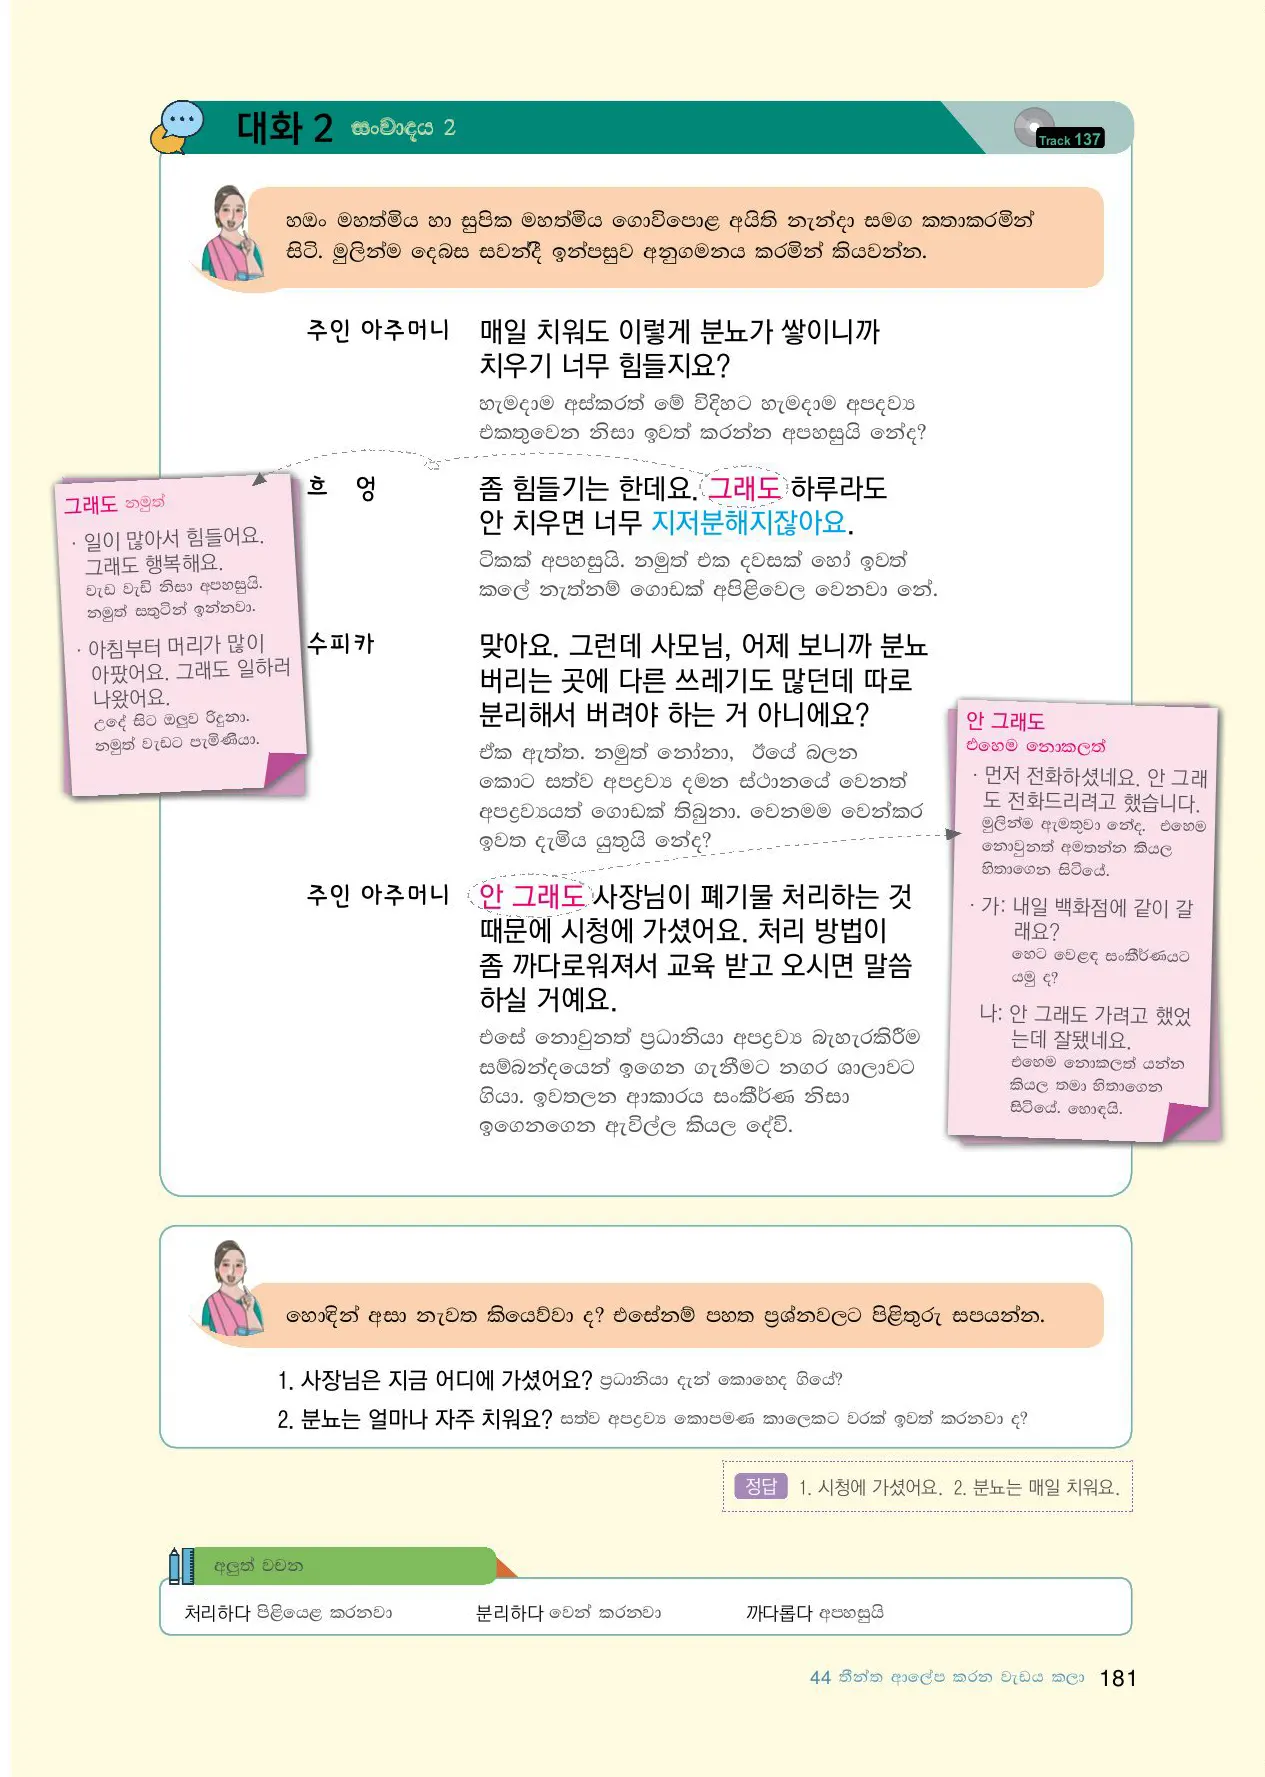 대화 2 සංවාදය 2
Track 137
හඔං මහත්මිය හා සුපික මහත්මිය ගොවිපොළ අයිති නැන්දා සමග කතාකරමින්
සිටි. මුලින්ම දෙබස සවන්දී ඉන්පසුව අනුගමනය කරමින් කියවන්න.
주인 아주머니 매일 치워도 이렇게 분뇨가 쌓이니까
치우기 너무 힘들지요?
හැමදාම අස්කරත් මේ විදිහට හැමදාම අපද‍ව්‍ය
එකතුවෙන නිසා ඉවත් කරන්න අපහසුයි නේද?
흐 엉 좀 힘들기는 한데요. 그래도 하루라도
안 치우면 너무 지저분해지잖아요.
ටිකක් අපහසුයි. නමුත් එක දවසක් හෝ ඉවත්
කලේ නැත්නම් ගොඩක් අපිළිවෙල වෙනවා නේ.
수피카 맞아요. 그런데 사모님, 어제 보니까 분뇨
버리는 곳에 다른 쓰레기도 많던데 따로
분리해서 버려야 하는 거 아니에요?
ඒක ඇත්ත. නමුත් නෝනා, ඊයේ බලන
කොට සත්ව අපද්‍රව්‍ය දමන ස්ථානයේ වෙනත්
අපද්‍රව්‍යයත් ගොඩක් තිබුනා. වෙනමම වෙන්කර
ඉවත දැමිය යුතුයි නේද?
주인 아주머니 안 그래도 사장님이 폐기물 처리하는 것
때문에 시청에 가셨어요. 처리 방법이
좀 까다로워져서 교육 받고 오시면 말씀
하실 거예요.
එසේ නොවුනත් ප්‍රධානියා අපද්‍රව්‍ය බැහැරකිරීම
සම්බන්දයෙන් ඉගෙන ගැනීමට නගර ශාලාවට
ගියා. ඉවතලන ආකාරය සංකීර්ණ නිසා
ඉගෙනගෙන ඇවිල්ල කියල දේවි.
그래도 නමුත්
· 일이 많아서 힘들어요.
그래도 행복해요.
වැඩ වැඩි නිසා අපහසුයි.
නමුත් සතුටින් ඉන්නවා.
· 아침부터 머리가 많이
아팠어요. 그래도 일하러
나왔어요.
උදේ සිට ඔලුව රිදුනා.
නමුත් වැඩට පැමිණියා.
안 그래도
එහෙම නොකලත්
· 먼저 전화하셨네요. 안 그래
도 전화드리려고 했습니다.
මුලින්ම ඇමතුවා නේද. එහෙම
නොවුනත් අමතන්න කියල
හිතාගෙන සිටියේ.
· 가: 내일 백화점에 같이 갈
래요?
හෙට වෙළඳ සංකීර්ණයට
යමු ද?
나: 안 그래도 가려고 했었
는데 잘됐네요.
එහෙම නොකලත් යන්න
කියල තමා හිතාගෙන
සිටියේ. හොඳයි.
හොඳින් අසා නැවත කියෙව්වා ද? එසේනම් පහත ප්‍රශ්නවලට පිළිතුරු සපයන්න.
1. 사장님은 지금 어디에 가셨어요? ප්‍රධානියා දැන් කොහෙද ගියේ?
2. 분뇨는 얼마나 자주 치워요? සත්ව අපද්‍රව්‍ය කොපමණ කාලෙකට වරක් ඉවත් කරනවා ද?
정답 1. 시청에 가셨어요. 2. 분뇨는 매일 치워요.
අලුත් වචන
처리하다 පිළියෙළ කරනවා 분리하다 වෙන් කරනවා 까다롭다 අපහසුයි
44 තීන්ත ආලේප කරන වැඩය කලා 181